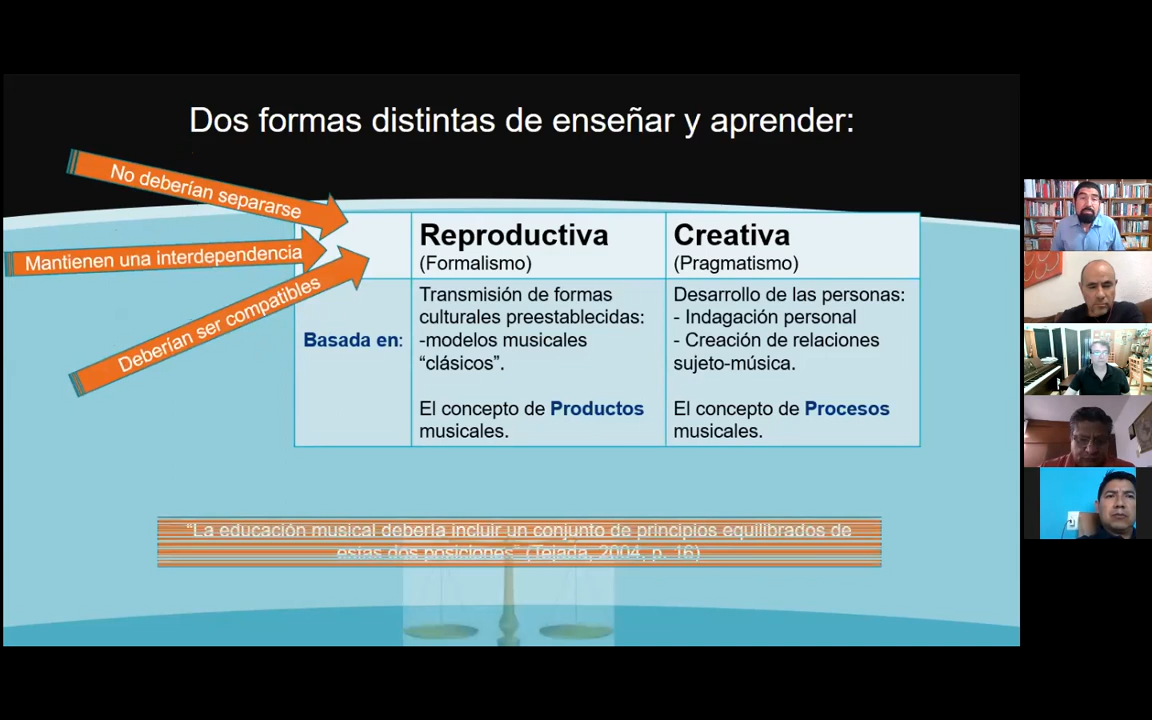 Dos formas distintas de enseñar y aprender:
No deberían separarse
Mantienen una interdependencia
Deberían ser compatibles
Reproductiva
(Formalismo)
Creativa
(Pragmatismo)
Basada en:
Transmisión de formas
culturales preestablecidas:
-modelos musicales
“clásicos”.
El concepto de Productos
musicales.
Desarrollo de las personas:
- Indagación personal
- Creación de relaciones
sujeto-música.
El concepto de Procesos
musicales.
“La educación musical debería incluir un conjunto de principios equilibrados de
estas dos posiciones” (Tejada, 2004, p. 16)